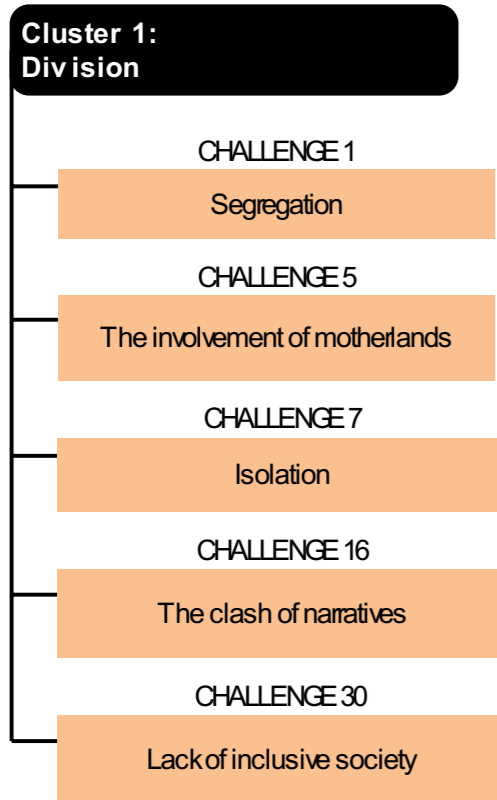 Cluster 1:
Division
CHALLENGE 1
Segregation
CHALLENGE 5
The involvement of motherlands
CHALLENGE 7
Isolation
CHALLENGE 16
The clash of narratives
CHALLENGE 30
Lack of inclusive society